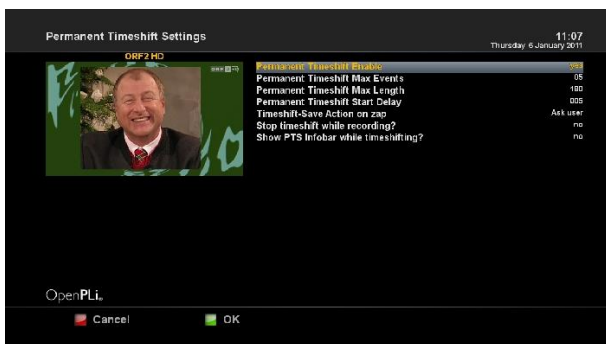 Permanent Timeshift Settings
11:07
Thursday 6 January 2011
ORF2 HD
Permanent Timeshift Enable yes
Permanent Timeshift Max Events 05
Permanent Timeshift Max Length 180
Permanent Timeshift Start Delay 005
Timeshift-Save Action on zap Ask user
Stop timeshift while recording? no
Show PTS Infobar while timeshifting? no
OpenPLi
Cancel OK